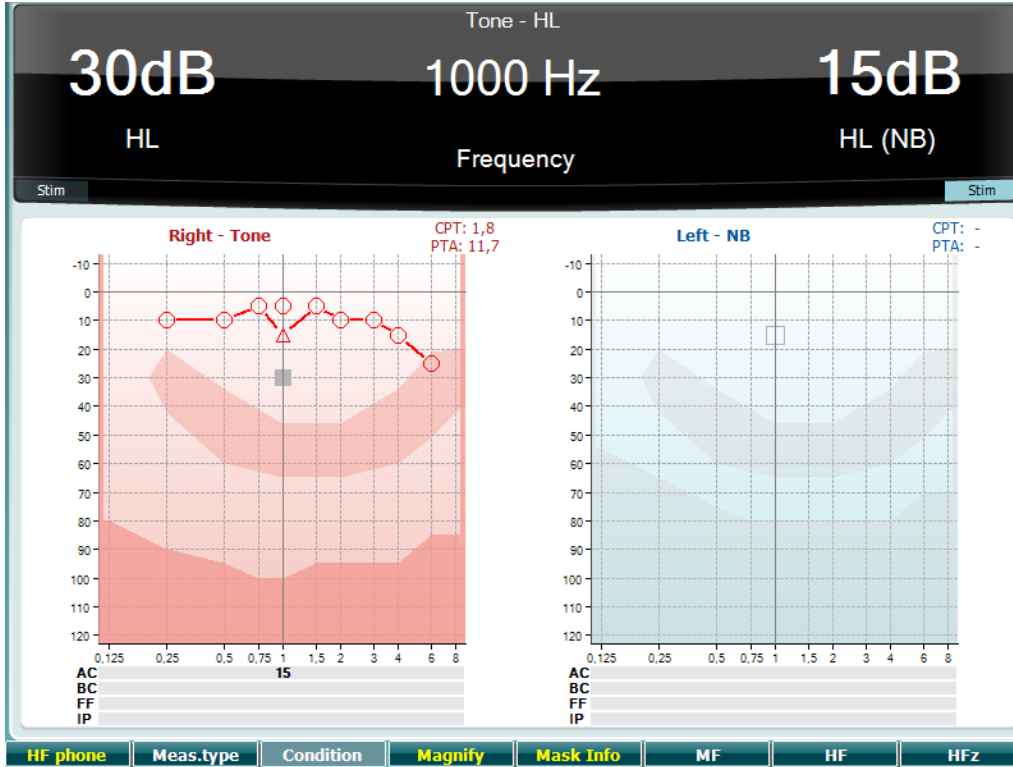 Tone - HL
30dB 1000 Hz 15dB
HL HL (NB)
Frequency
Stim Stim
Right - Tone CPT: 1,8 Left - NB CPT: -
PTA: 11,7 PTA: -
-10 -10
0 0
10 10
20 20
30 30
40 40
50 50
60 60
70 70
80 80
90 90
100 100
110 110
120 120
0,125 0,25 0,5 0,75 1 1,5 2 3 4 6 8 0,125 0,25 0,5 0,75 1 1,5 2 3 4 6 8
AC 15 AC
BC BC
FF FF
IP IP
HF phone Meas.type Condition Magnify Mask Info MF HF HFz